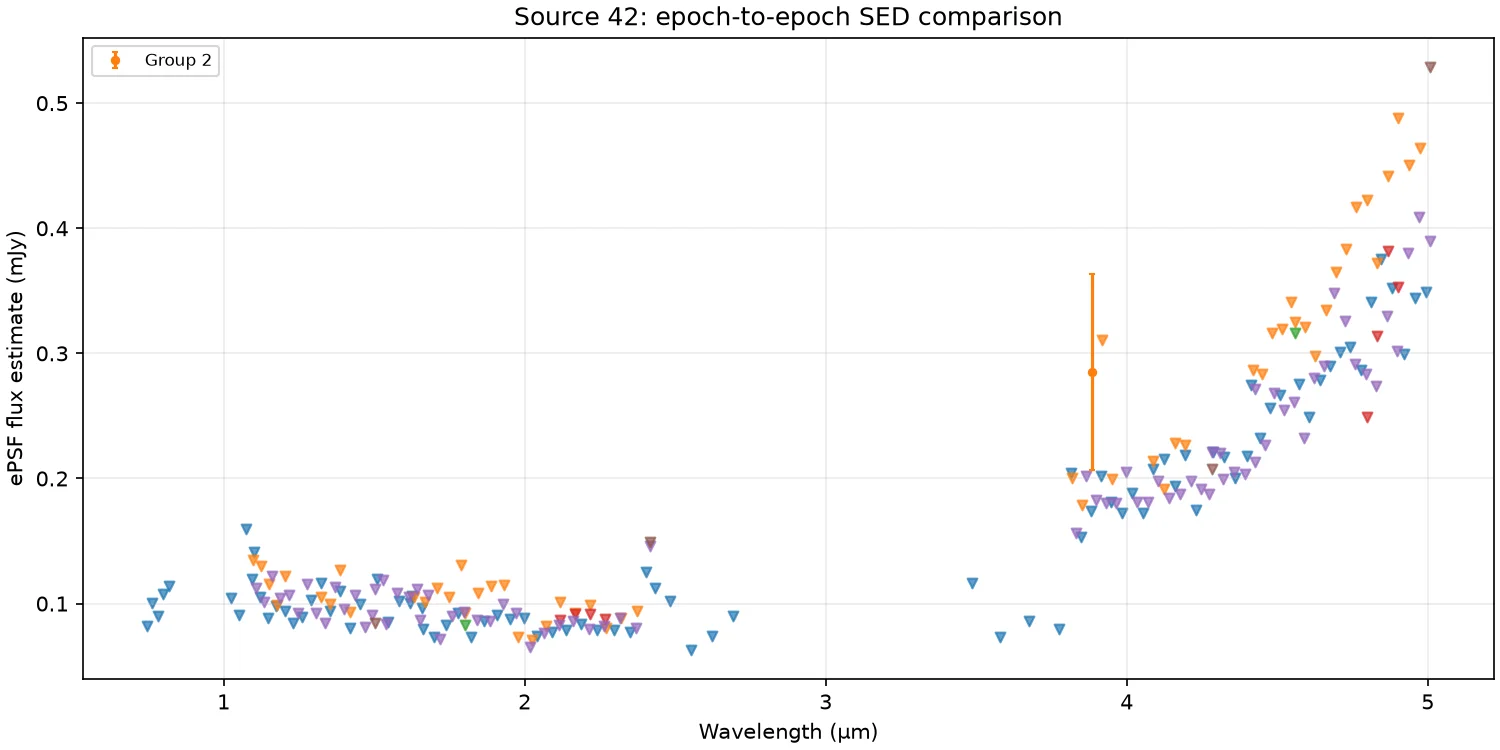 Source 42: epoch-to-epoch SED comparison
Group 2
ePSF flux estimate (mJy)
0.5
0.4
0.3
0.2
0.1
1 2 3 4 5
Wavelength (μm)